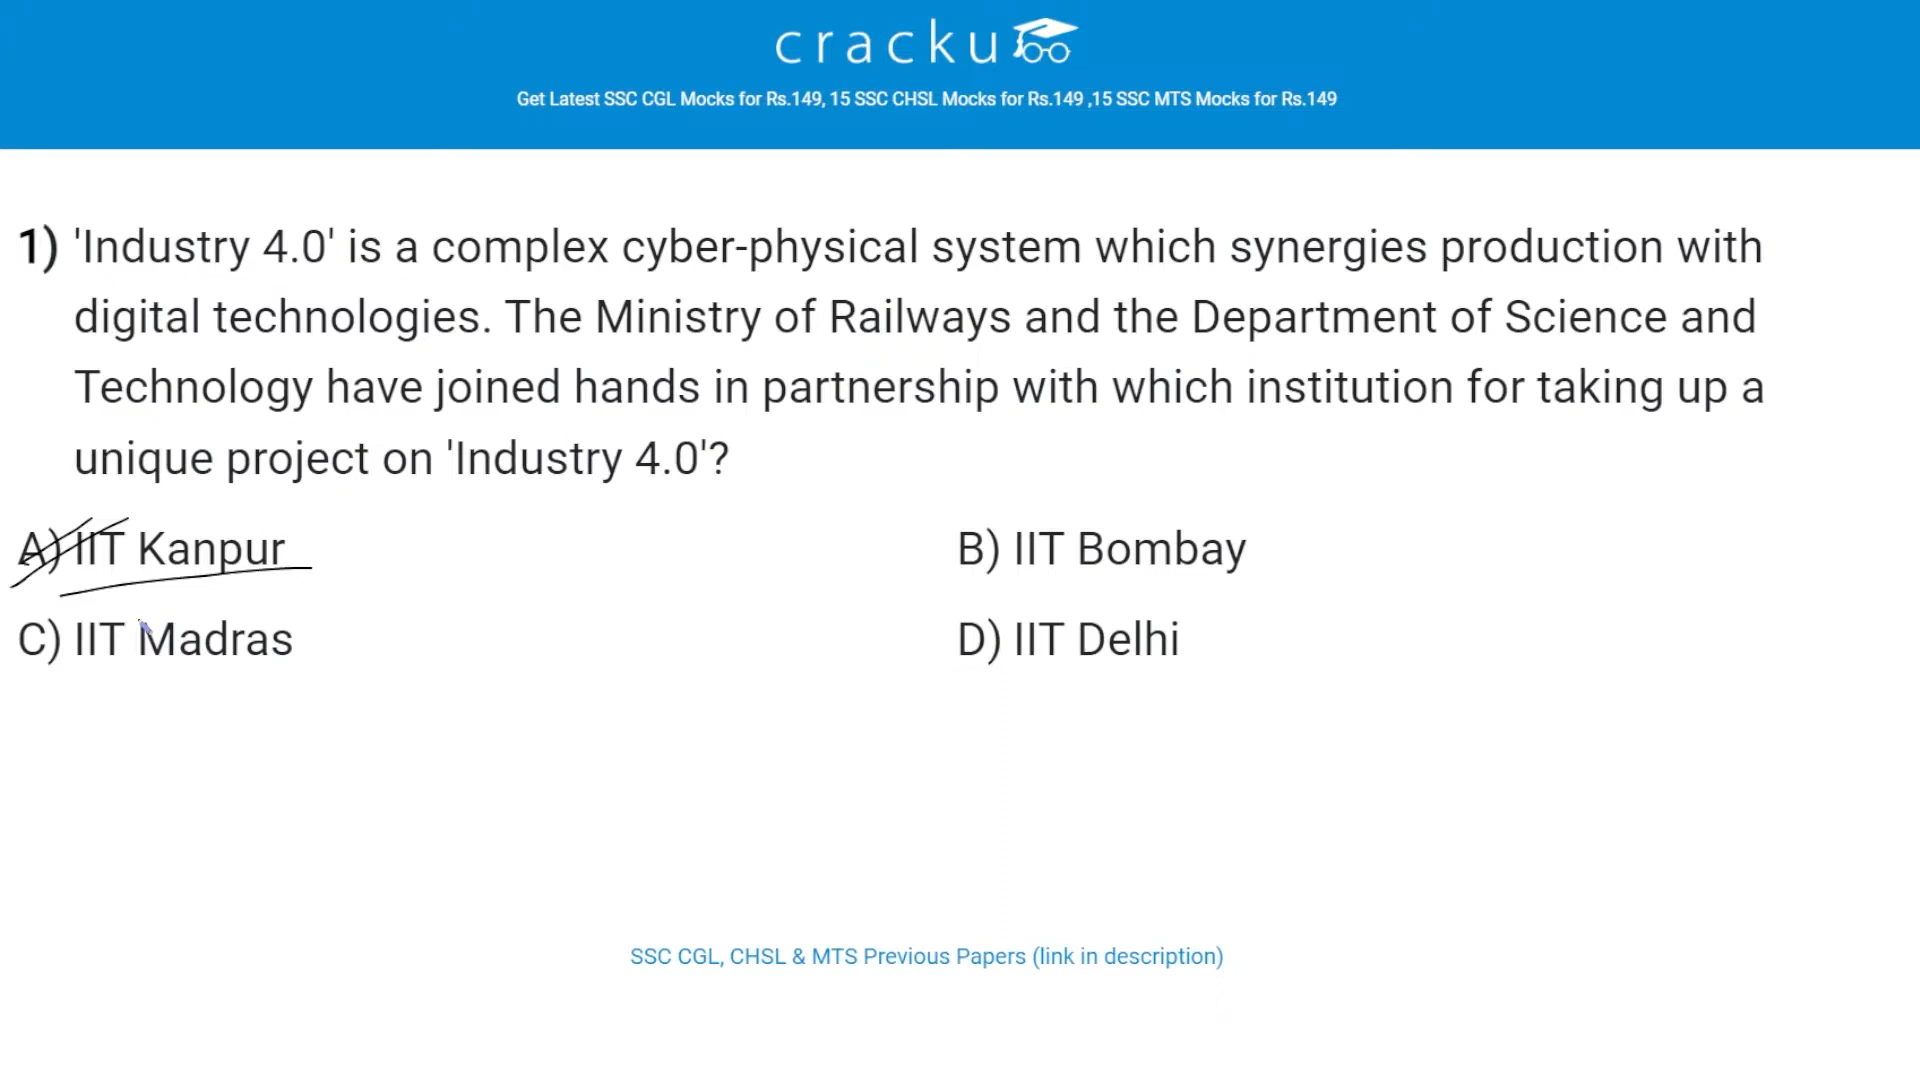 cracku
Get Latest SSC CGL Mocks for Rs.149, 15 SSC CHSL Mocks for Rs.149 ,15 SSC MTS Mocks for Rs.149
1) 'Industry 4.0' is a complex cyber-physical system which synergies production with
digital technologies. The Ministry of Railways and the Department of Science and
Technology have joined hands in partnership with which institution for taking up a
unique project on 'Industry 4.0'?
A) IIT Kanpur
B) IIT Bombay
C) IIT Madras
D) IIT Delhi
SSC CGL, CHSL & MTS Previous Papers (link in description)